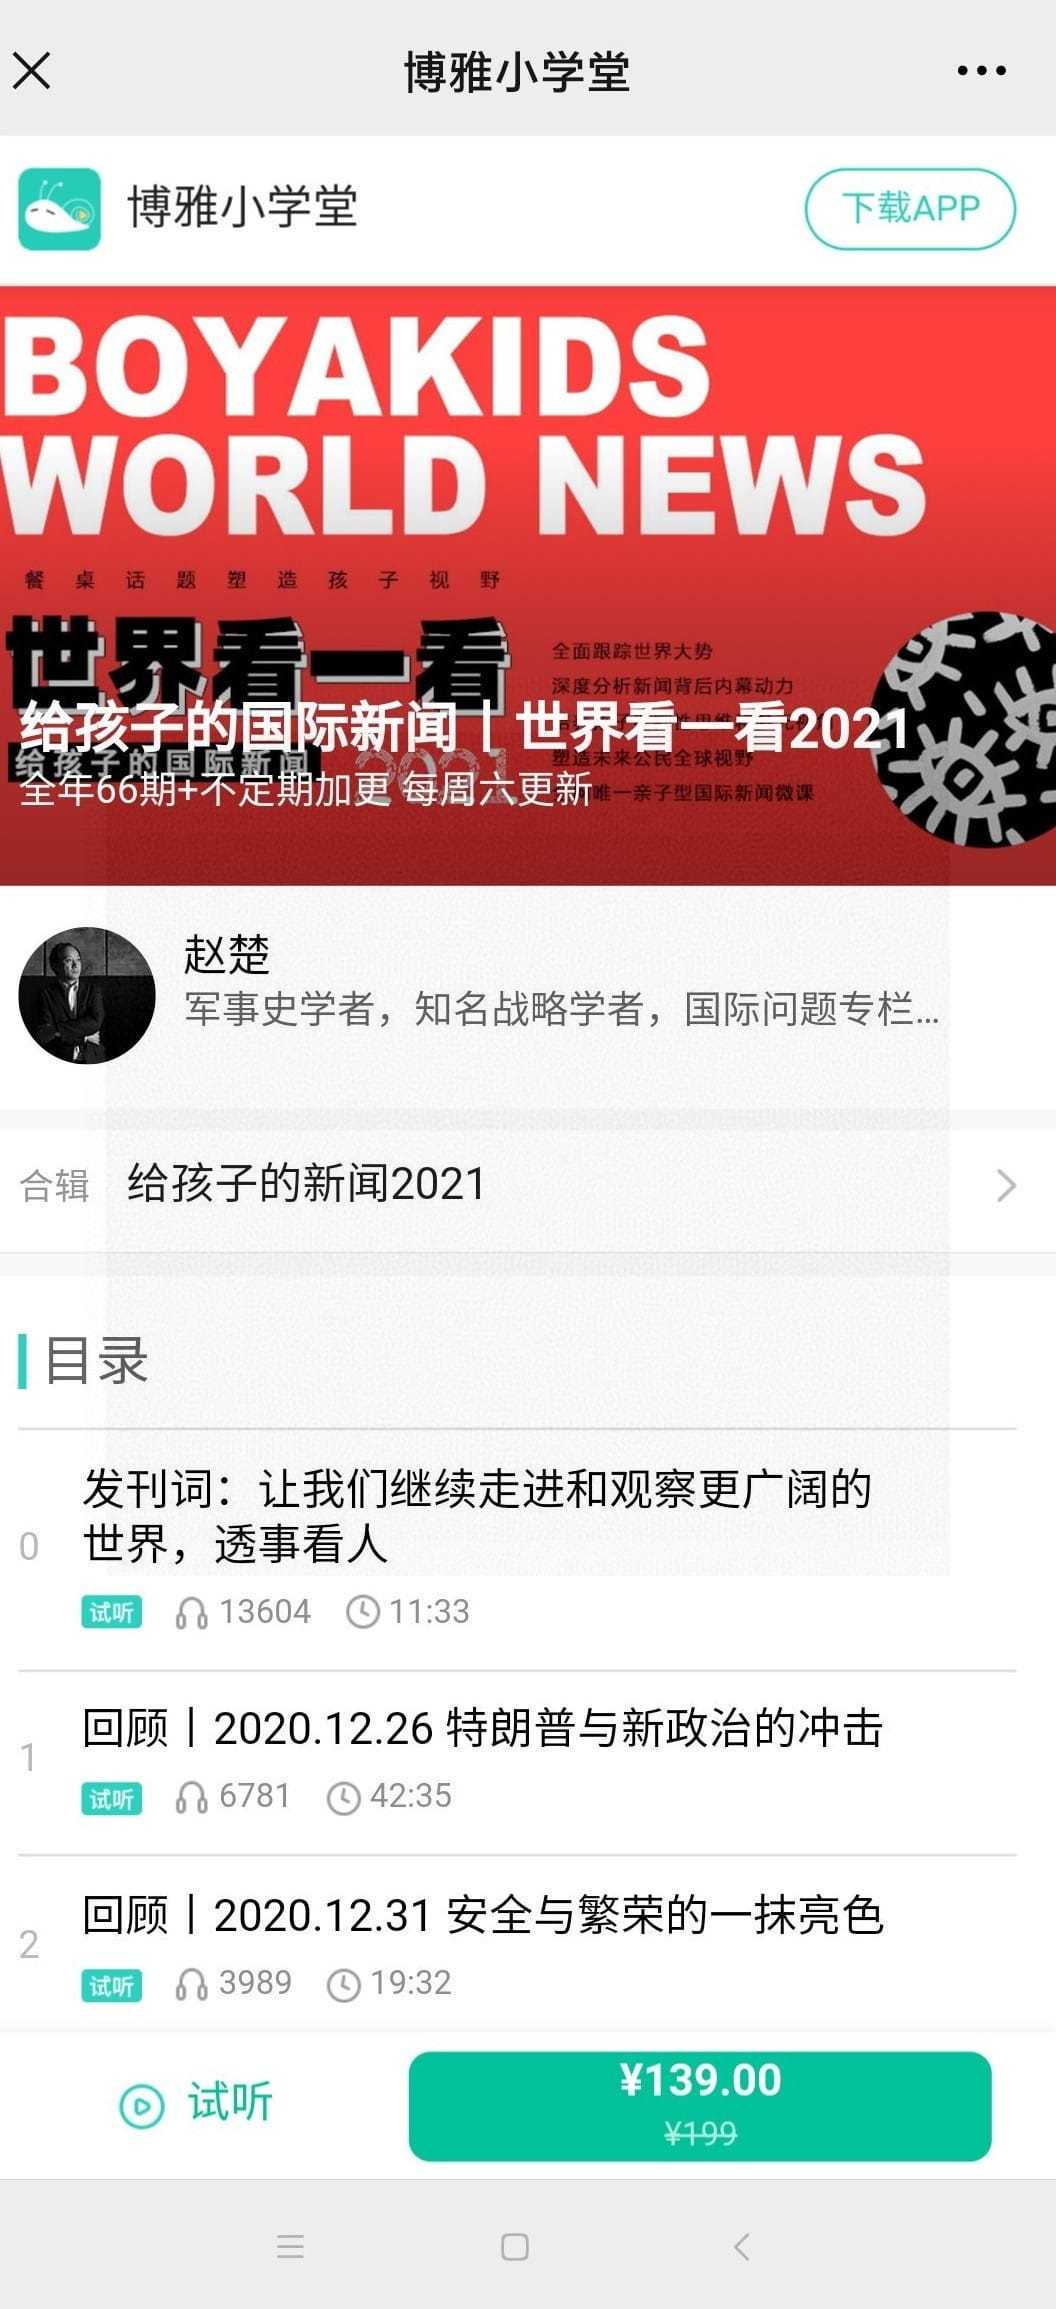 博雅小学堂
博雅小学堂
下载APP
BOYAKIDS
WORLD NEWS
餐桌话题塑造孩子视野
世界看一看
全面跟踪世界大势
深度分析新闻背后内幕动力
给孩子的国际新闻丨世界看一看2021
给孩子的国际新闻
2021
塑造未来公民全球视野
全年66期+不定期加更 每周六更新
唯一亲子型国际新闻微课
赵楚
军事史学者，知名战略学者，国际问题专栏...
合辑 给孩子的新闻2021
目录
发刊词：让我们继续走进和观察更广阔的
世界，透事看人
0
试听 13604 11:33
回顾丨2020.12.26 特朗普与新政治的冲击
1
试听 6781 42:35
回顾丨2020.12.31 安全与繁荣的一抹亮色
2
试听 3989 19:32
试听
¥139.00
¥199